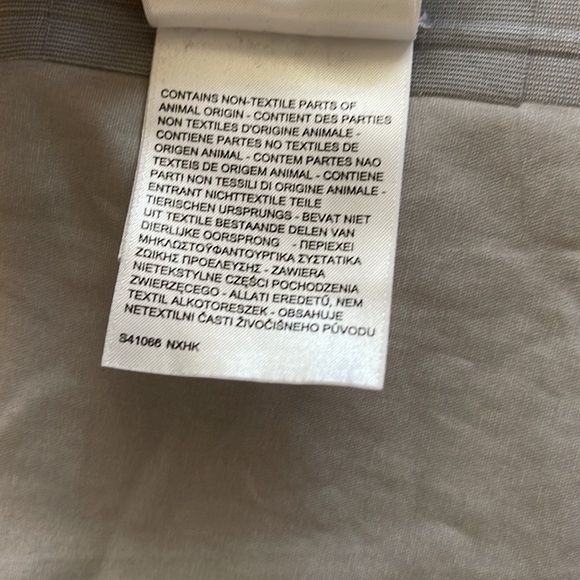 CONTAINS NON-TEXTILE PARTS OF
ANIMAL ORIGIN - CONTIENT DES PARTIES
NON TEXTILES D'ORIGINE ANIMALE -
CONTIENE PARTES NO TEXTILES DE
ORIGEN ANIMAL - CONTEM PARTES NAO
TEXTEIS DE ORIGEM ANIMAL - CONTIENE
PARTI NON TESSILI DI ORIGINE ANIMALE -
ENTRANT NICHTTEXTILE TEILE
TIERISCHEN URSPRUNGS - BEVAT NIET
UIT TEXTILE BESTAANDE DELEN VAN
DIERLIJKE OORSPRONG - ΠΕΡΙΕΧΕΙ
ΜΗΚΛΩΣΤΟΫΦΑΝΤΟΥΡΓΙΚΑ ΣΥΣΤΑΤΙΚΑ
ΖΩΙΚΗΣ ΠΡΟΕΛΕΥΣΗΣ - ZAWIERA
NIETEKSTYLNE CZĘŚCI POCHODZENIA
ZWIERZĘCEGO - ALLATI EREDETŰ, NEM
TEXTIL ALKOTORESZEK - OBSAHUJE
NETEXTILNI ČASTI ŽIVOČIŠNEHO PŮVODU
S41066 NXHK